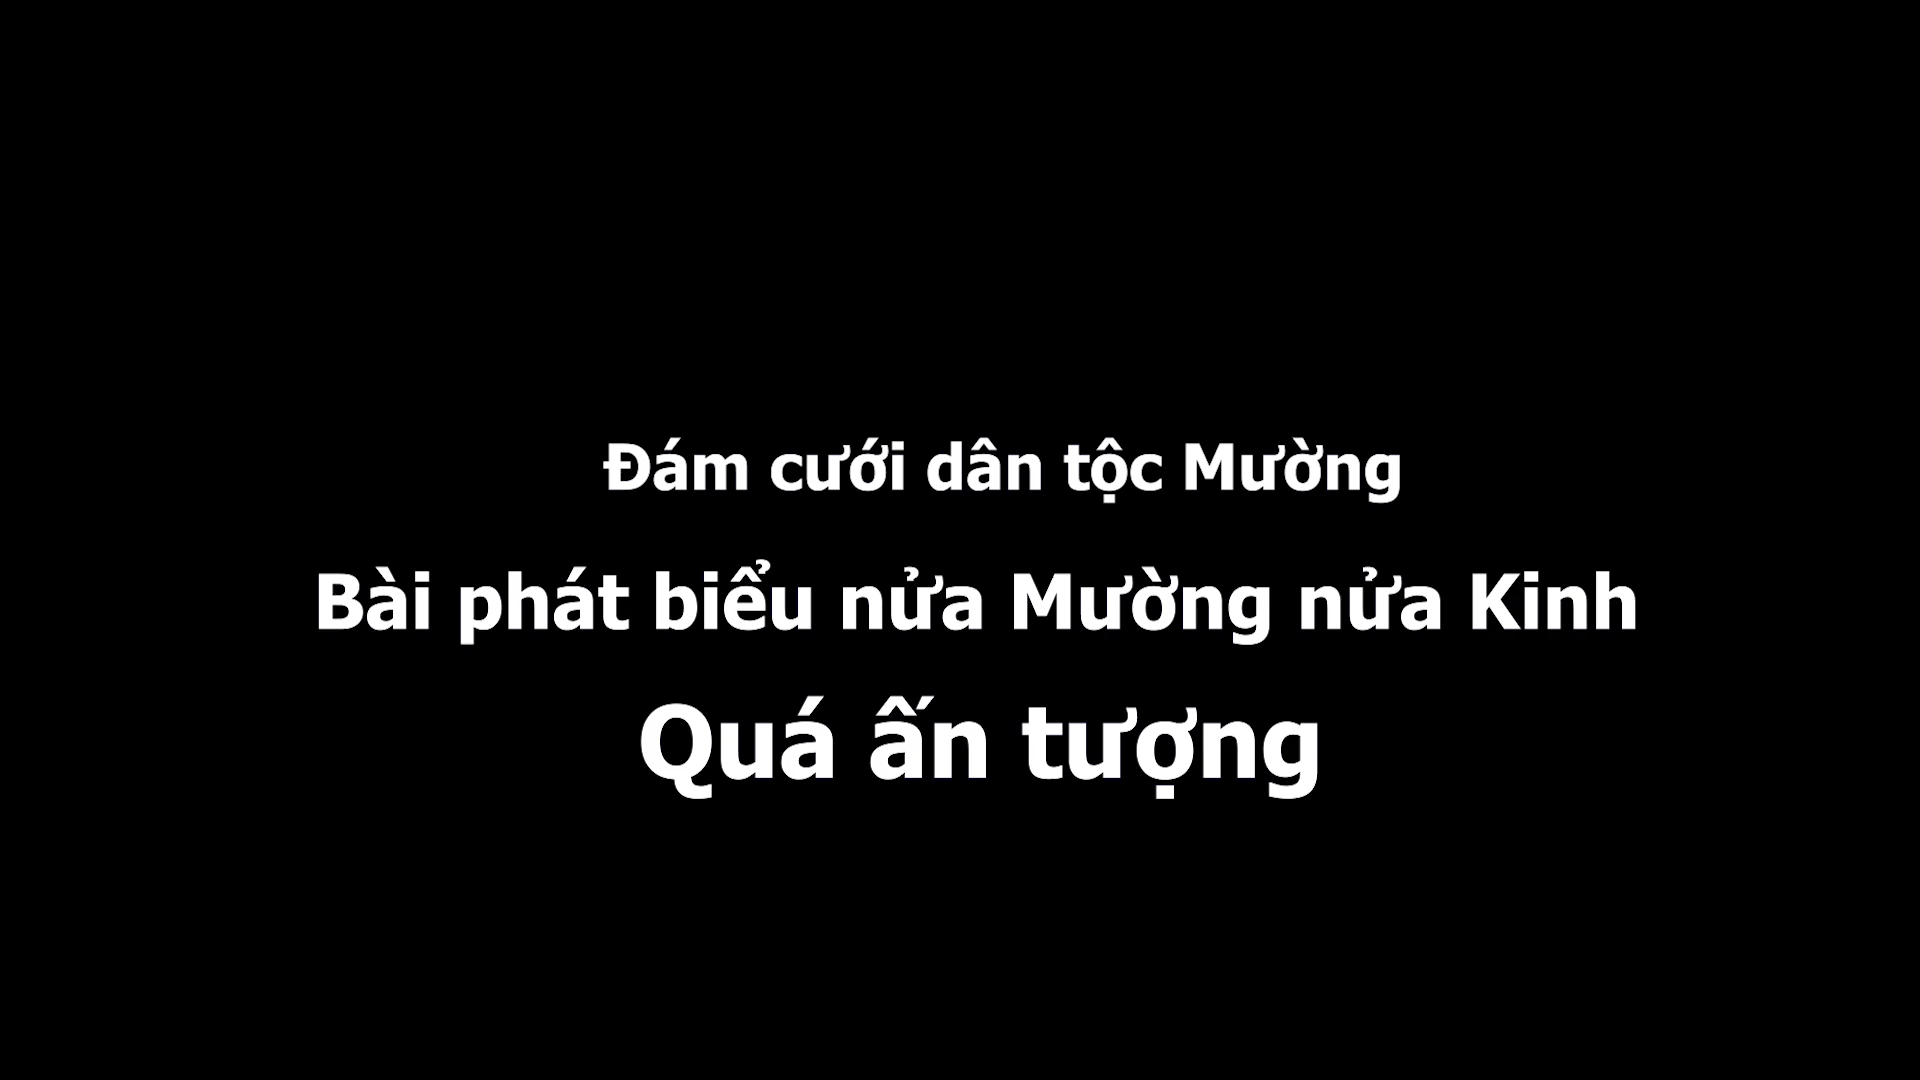 Đám cưới dân tộc Mường
Bài phát biểu nửa Mường nửa Kinh
Quá ấn tượng